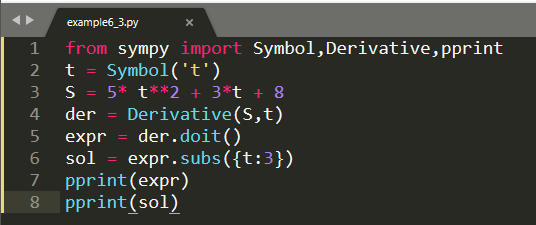 example6_3.py ×
1 from sympy import Symbol,Derivative,pprint
2 t = Symbol('t')
3 S = 5* t**2 + 3*t + 8
4 der = Derivative(S,t)
5 expr = der.doit()
6 sol = expr.subs({t:3})
7 pprint(expr)
8 pprint(sol)